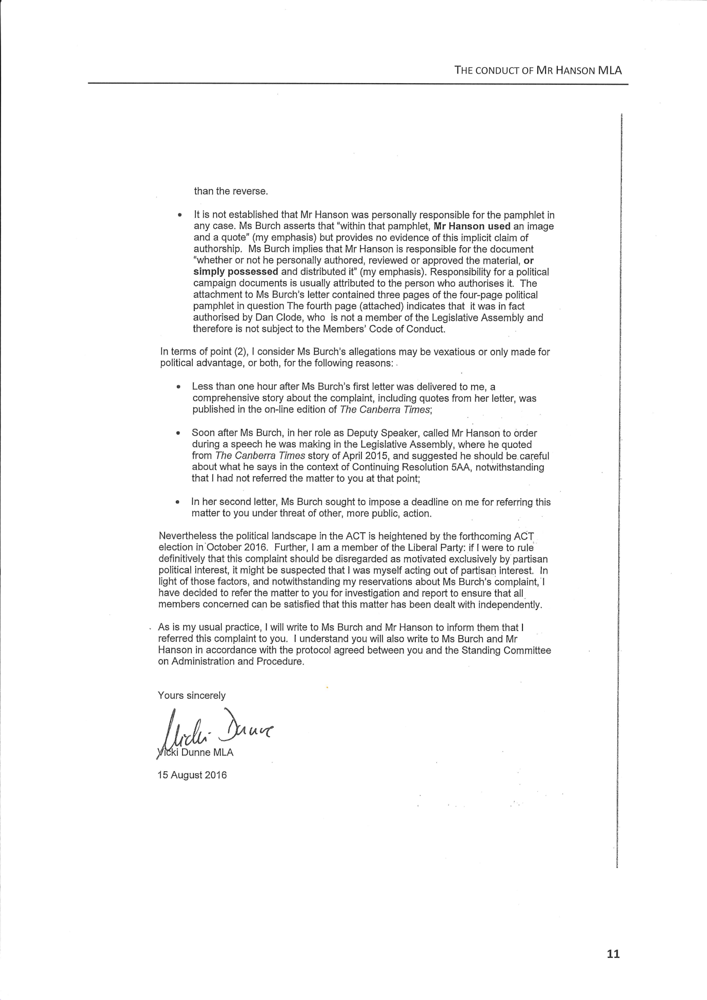 THE CONDUCT OF MR HANSON MLA
than the reverse.
• It is not established that Mr Hanson was personally responsible for the pamphlet in
any case. Ms Burch asserts that “within that pamphlet, Mr Hanson used an image
and a quote” (my emphasis) but provides no evidence of this implicit claim of
authorship. Ms Burch implies that Mr Hanson is responsible for the document
“whether or not he personally authored, reviewed or approved the material, or
simply possessed and distributed it” (my emphasis). Responsibility for a political
campaign documents is usually attributed to the person who authorises it. The
attachment to Ms Burch’s letter contained three pages of the four-page political
pamphlet in question The fourth page (attached) indicates that it was in fact
authorised by Dan Clode, who is not a member of the Legislative Assembly and
therefore is not subject to the Members’ Code of Conduct.
In terms of point (2), I consider Ms Burch’s allegations may be vexatious or only made for
political advantage, or both, for the following reasons:
• Less than one hour after Ms Burch’s first letter was delivered to me, a
comprehensive story about the complaint, including quotes from her letter, was
published in the on-line edition of The Canberra Times;
• Soon after Ms Burch, in her role as Deputy Speaker, called Mr Hanson to order
during a speech he was making in the Legislative Assembly, where he quoted
from The Canberra Times story of April 2015, and suggested he should be careful
about what he says in the context of Continuing Resolution 5AA, notwithstanding
that I had not referred the matter to you at that point;
• In her second letter, Ms Burch sought to impose a deadline on me for referring this
matter to you under threat of other, more public, action.
Nevertheless the political landscape in the ACT is heightened by the forthcoming ACT
election in October 2016. Further, I am a member of the Liberal Party: if I were to rule
definitively that this complaint should be disregarded as motivated exclusively by partisan
political interest, it might be suspected that I was myself acting out of partisan interest. In
light of those factors, and notwithstanding my reservations about Ms Burch’s complaint, I
have decided to refer the matter to you for investigation and report to ensure that all
members concerned can be satisfied that this matter has been dealt with independently.
As is my usual practice, I will write to Ms Burch and Mr Hanson to inform them that I
referred this complaint to you. I understand you will also write to Ms Burch and Mr
Hanson in accordance with the protocol agreed between you and the Standing Committee
on Administration and Procedure.
Yours sincerely
Vicki Dunne
Vicki Dunne MLA
15 August 2016
11